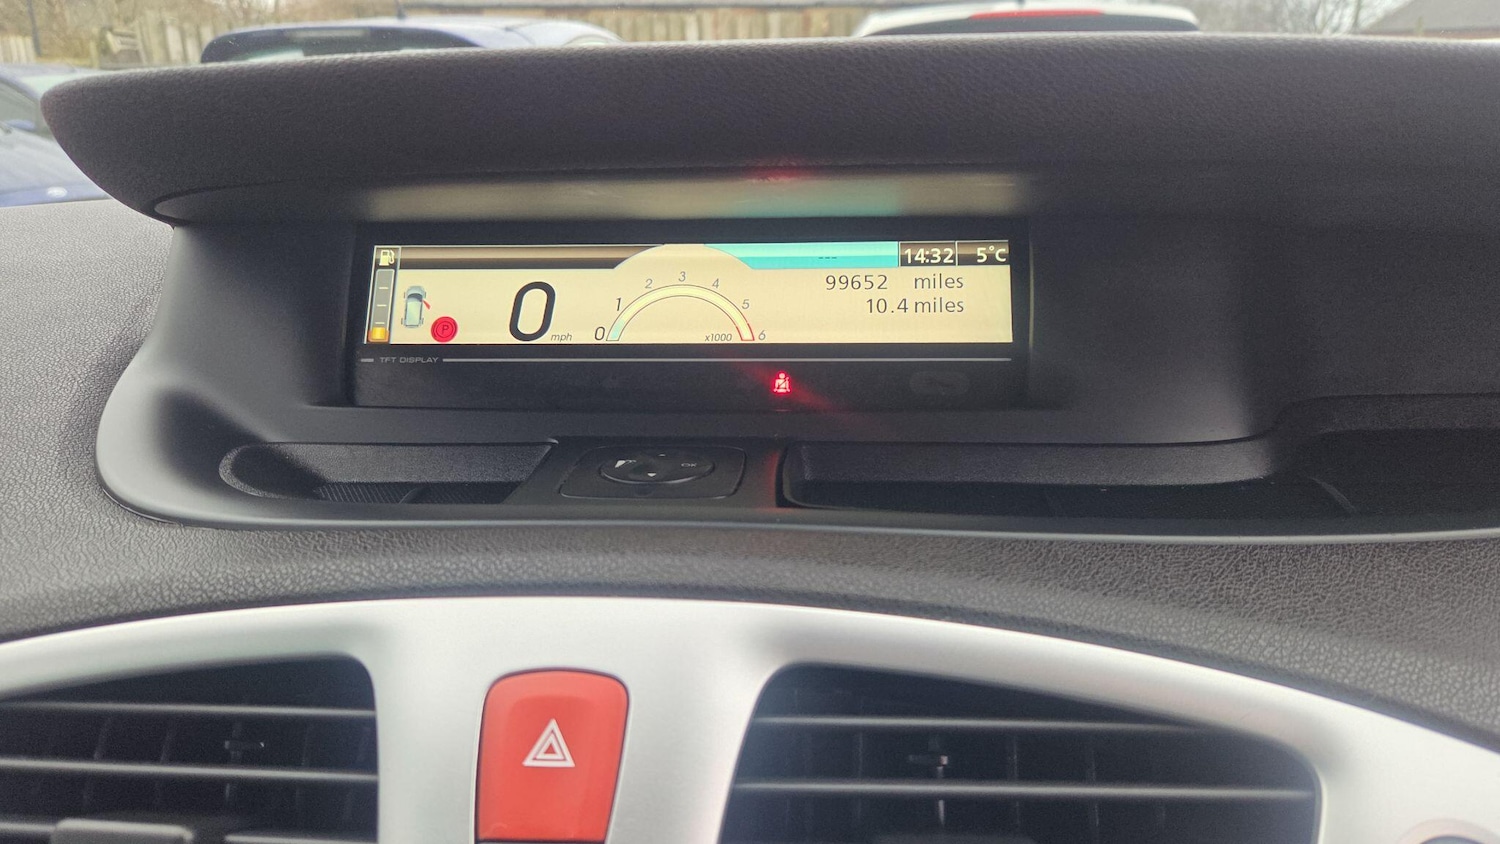 14:32 5°C
99652 miles
10.4 miles
0 mph
0 1 2 3 4 5 6
x1000
P
TFT DISPLAY
OK